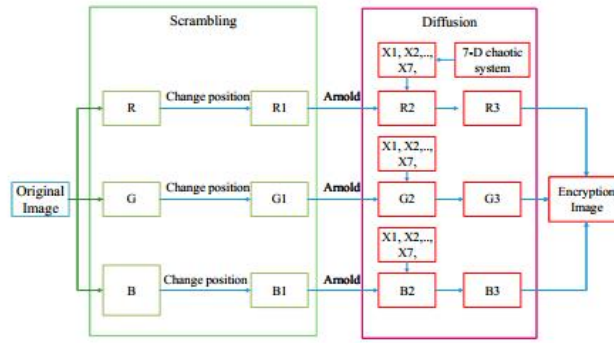 Scrambling
Diffusion
X1, X2,..,
X7,
7-D chaotic
system
R
Change position
R1
Arnold
R2
R3
X1, X2,..,
X7,
Original
Image
G
Change position
G1
Arnold
G2
G3
Encryption
Image
X1, X2,..,
X7,
B
Change position
B1
Arnold
B2
B3